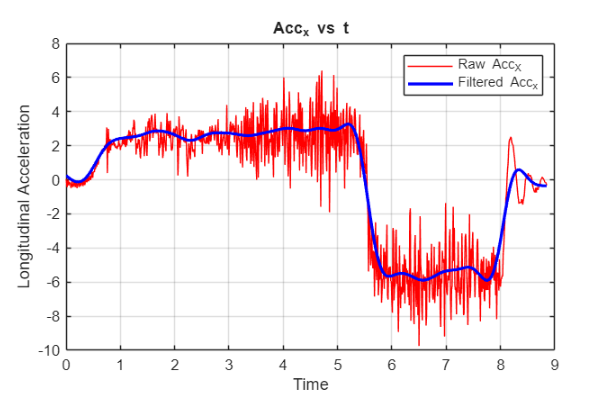 Acc_x vs t
Raw Acc_X
Filtered Acc_x
Longitudinal Acceleration
8
6
4
2
0
-2
-4
-6
-8
-10
0 1 2 3 4 5 6 7 8 9
Time